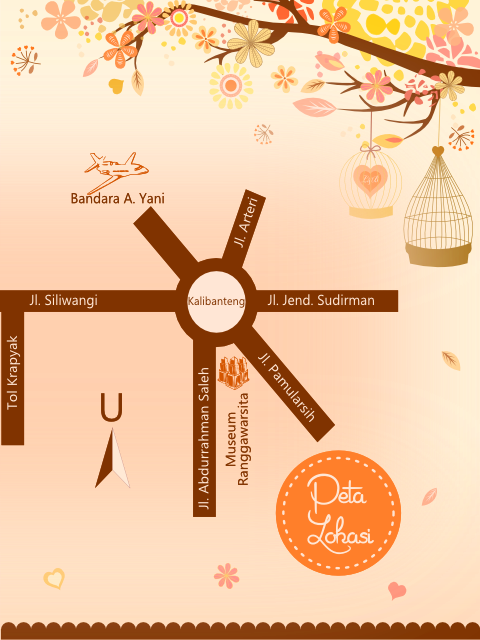 Bandara A. Yani
Jl. Arteri
Jl. Siliwangi
Kalibanteng
Jl. Jend. Sudirman
Tol Krapyak
Jl. Pamularsih
Jl. Abdurrahman Saleh
Museum
Ranggawarsita
U
Peta
Lokasi